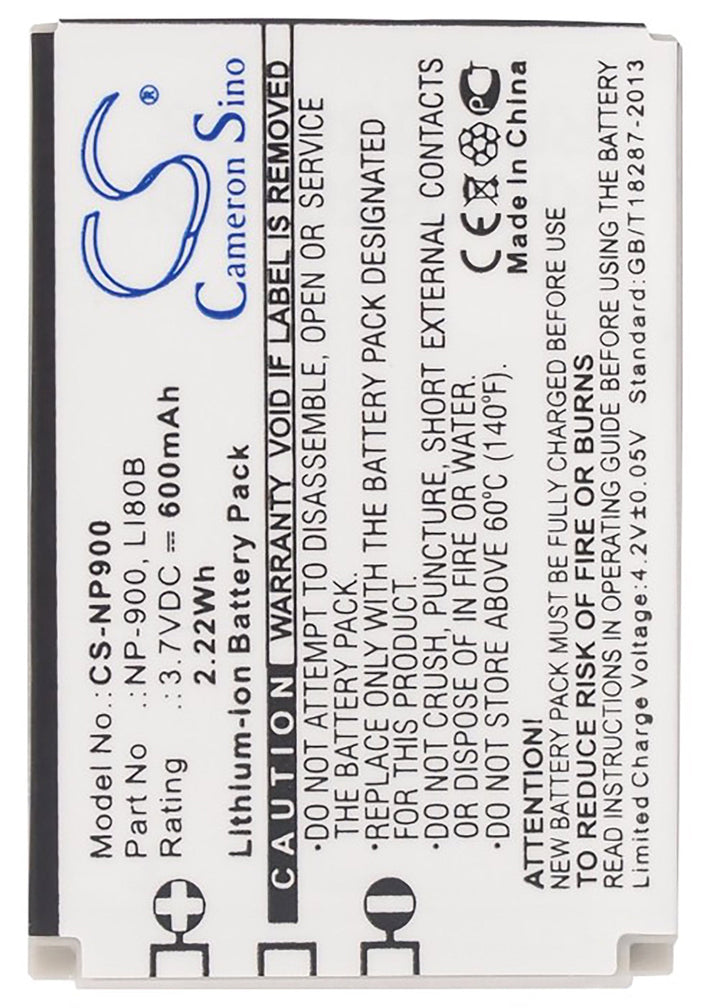 CS®
Cameron Sino
Model No.:CS-NP900
Part No .:NP-900, LI80B
Rating .:3.7VDC ⎓ 600mAh
2.22Wh
Lithium-Ion Battery Pack
CAUTION WARRANTY VOID IF LABEL IS REMOVED
·DO NOT ATTEMPT TO DISASSEMBLE, OPEN OR SERVICE
THE BATTERY PACK.
·REPLACE ONLY WITH THE BATTERY PACK DESIGNATED
FOR THIS PRODUCT.
·DO NOT CRUSH, PUNCTURE, SHORT EXTERNAL CONTACTS
OR DISPOSE OF IN FIRE OR WATER.
·DO NOT STORE ABOVE 60°C (140°F).
CE
Made In China
ATTENTION!
NEW BATTERY PACK MUST BE FULLY CHARGED BEFORE USE
TO REDUCE RISK OF FIRE OR BURNS
READ INSTRUCTIONS IN OPERATING GUIDE BEFORE USING THE BATTERY
Limited Charge Voltage:4.2V±0.05V Standard:GB/T18287-2013